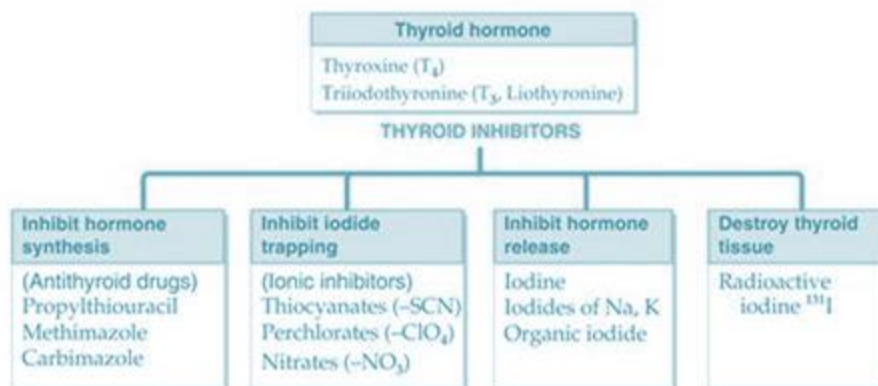 Thyroid hormone
Thyroxine (T₄)
Triiodothyronine (T₃, Liothyronine)
THYROID INHIBITORS
Inhibit hormone
synthesis
(Antithyroid drugs)
Propylthiouracil
Methimazole
Carbimazole
Inhibit iodide
trapping
(Ionic inhibitors)
Thiocyanates (–SCN)
Perchlorates (–ClO₄)
Nitrates (–NO₃)
Inhibit hormone
release
Iodine
Iodides of Na, K
Organic iodide
Destroy thyroid
tissue
Radioactive
iodine ¹³¹I